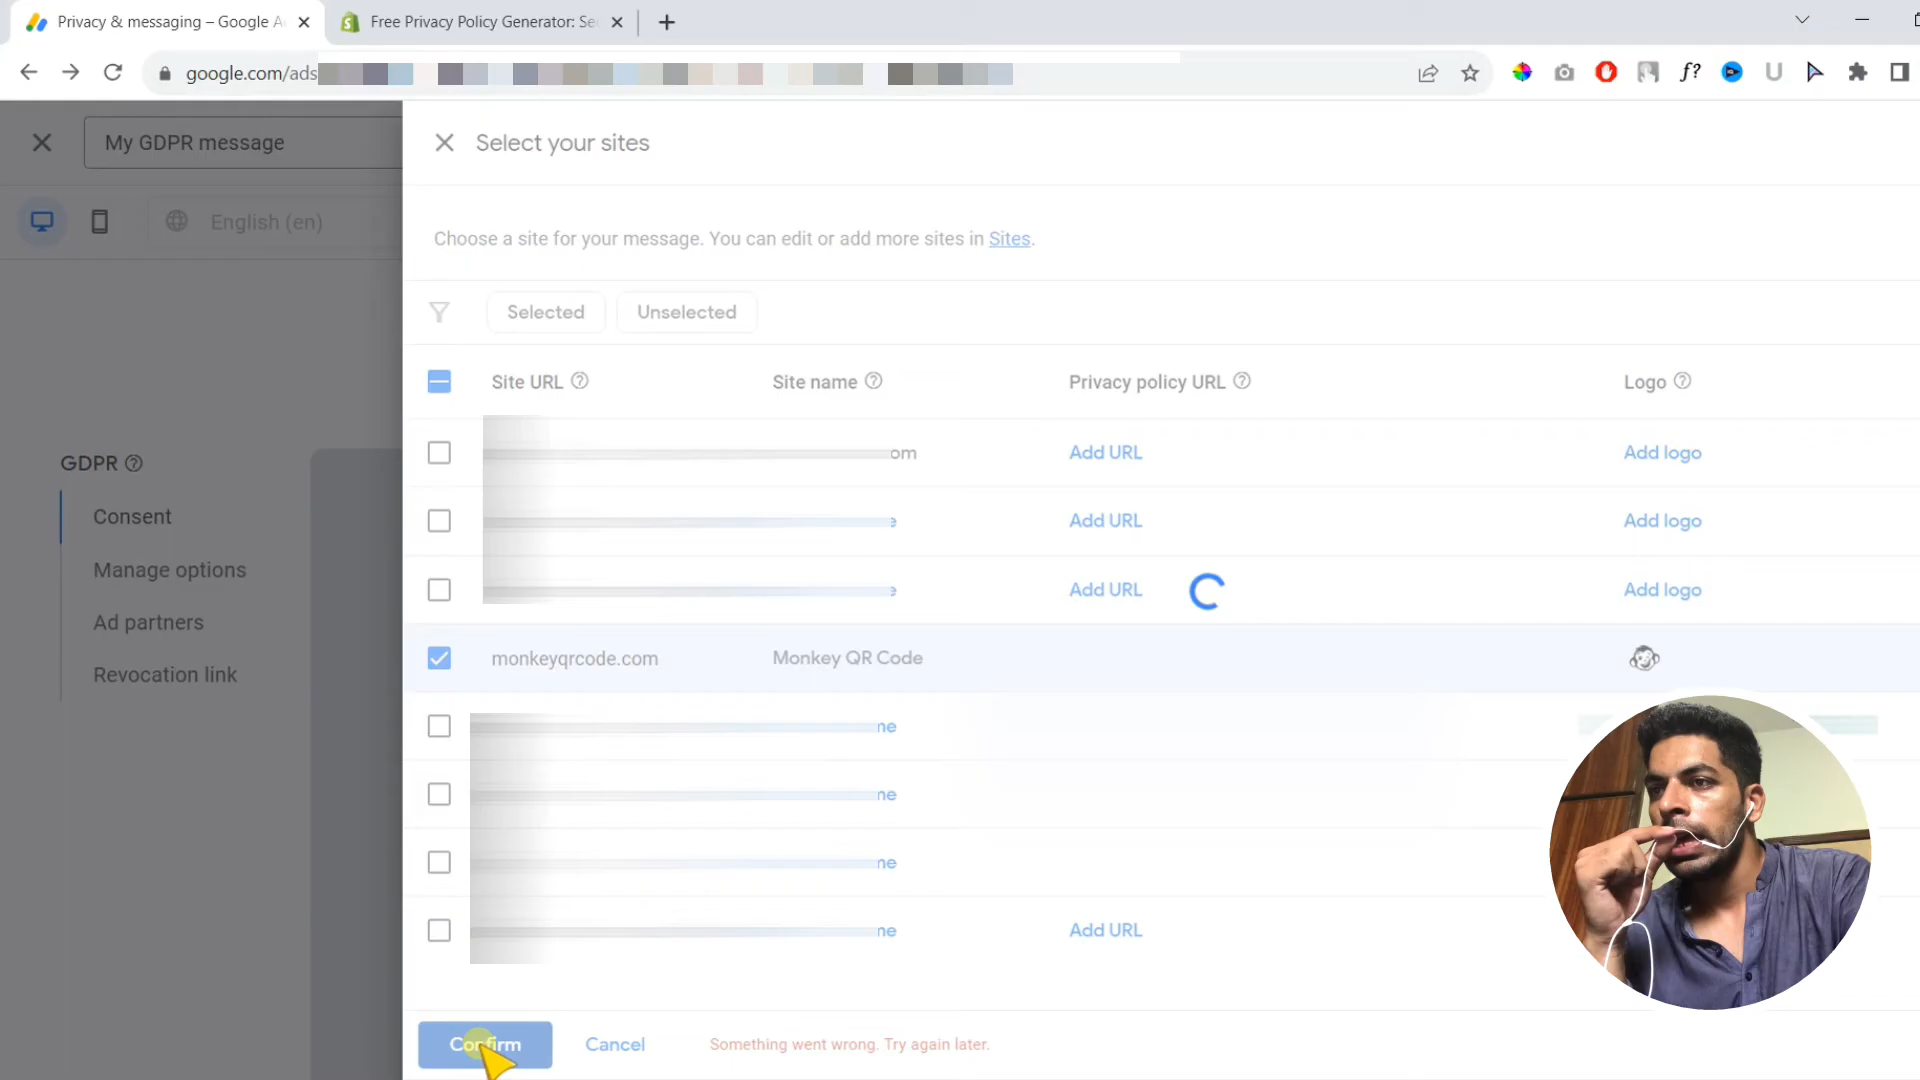 Privacy & messaging – Google A
Free Privacy Policy Generator: Se
google.com/ads
f?
My GDPR message
Select your sites
English (en)
Choose a site for your message. You can edit or add more sites in Sites.
Selected Unselected
Site URL Site name Privacy policy URL Logo
om Add URL Add logo
GDPR
Consent
e Add URL Add logo
Manage options
e Add URL Add logo
Ad partners
monkeyqrcode.com Monkey QR Code
Revocation link
me
me
me
me Add URL
Confirm Cancel Something went wrong. Try again later.